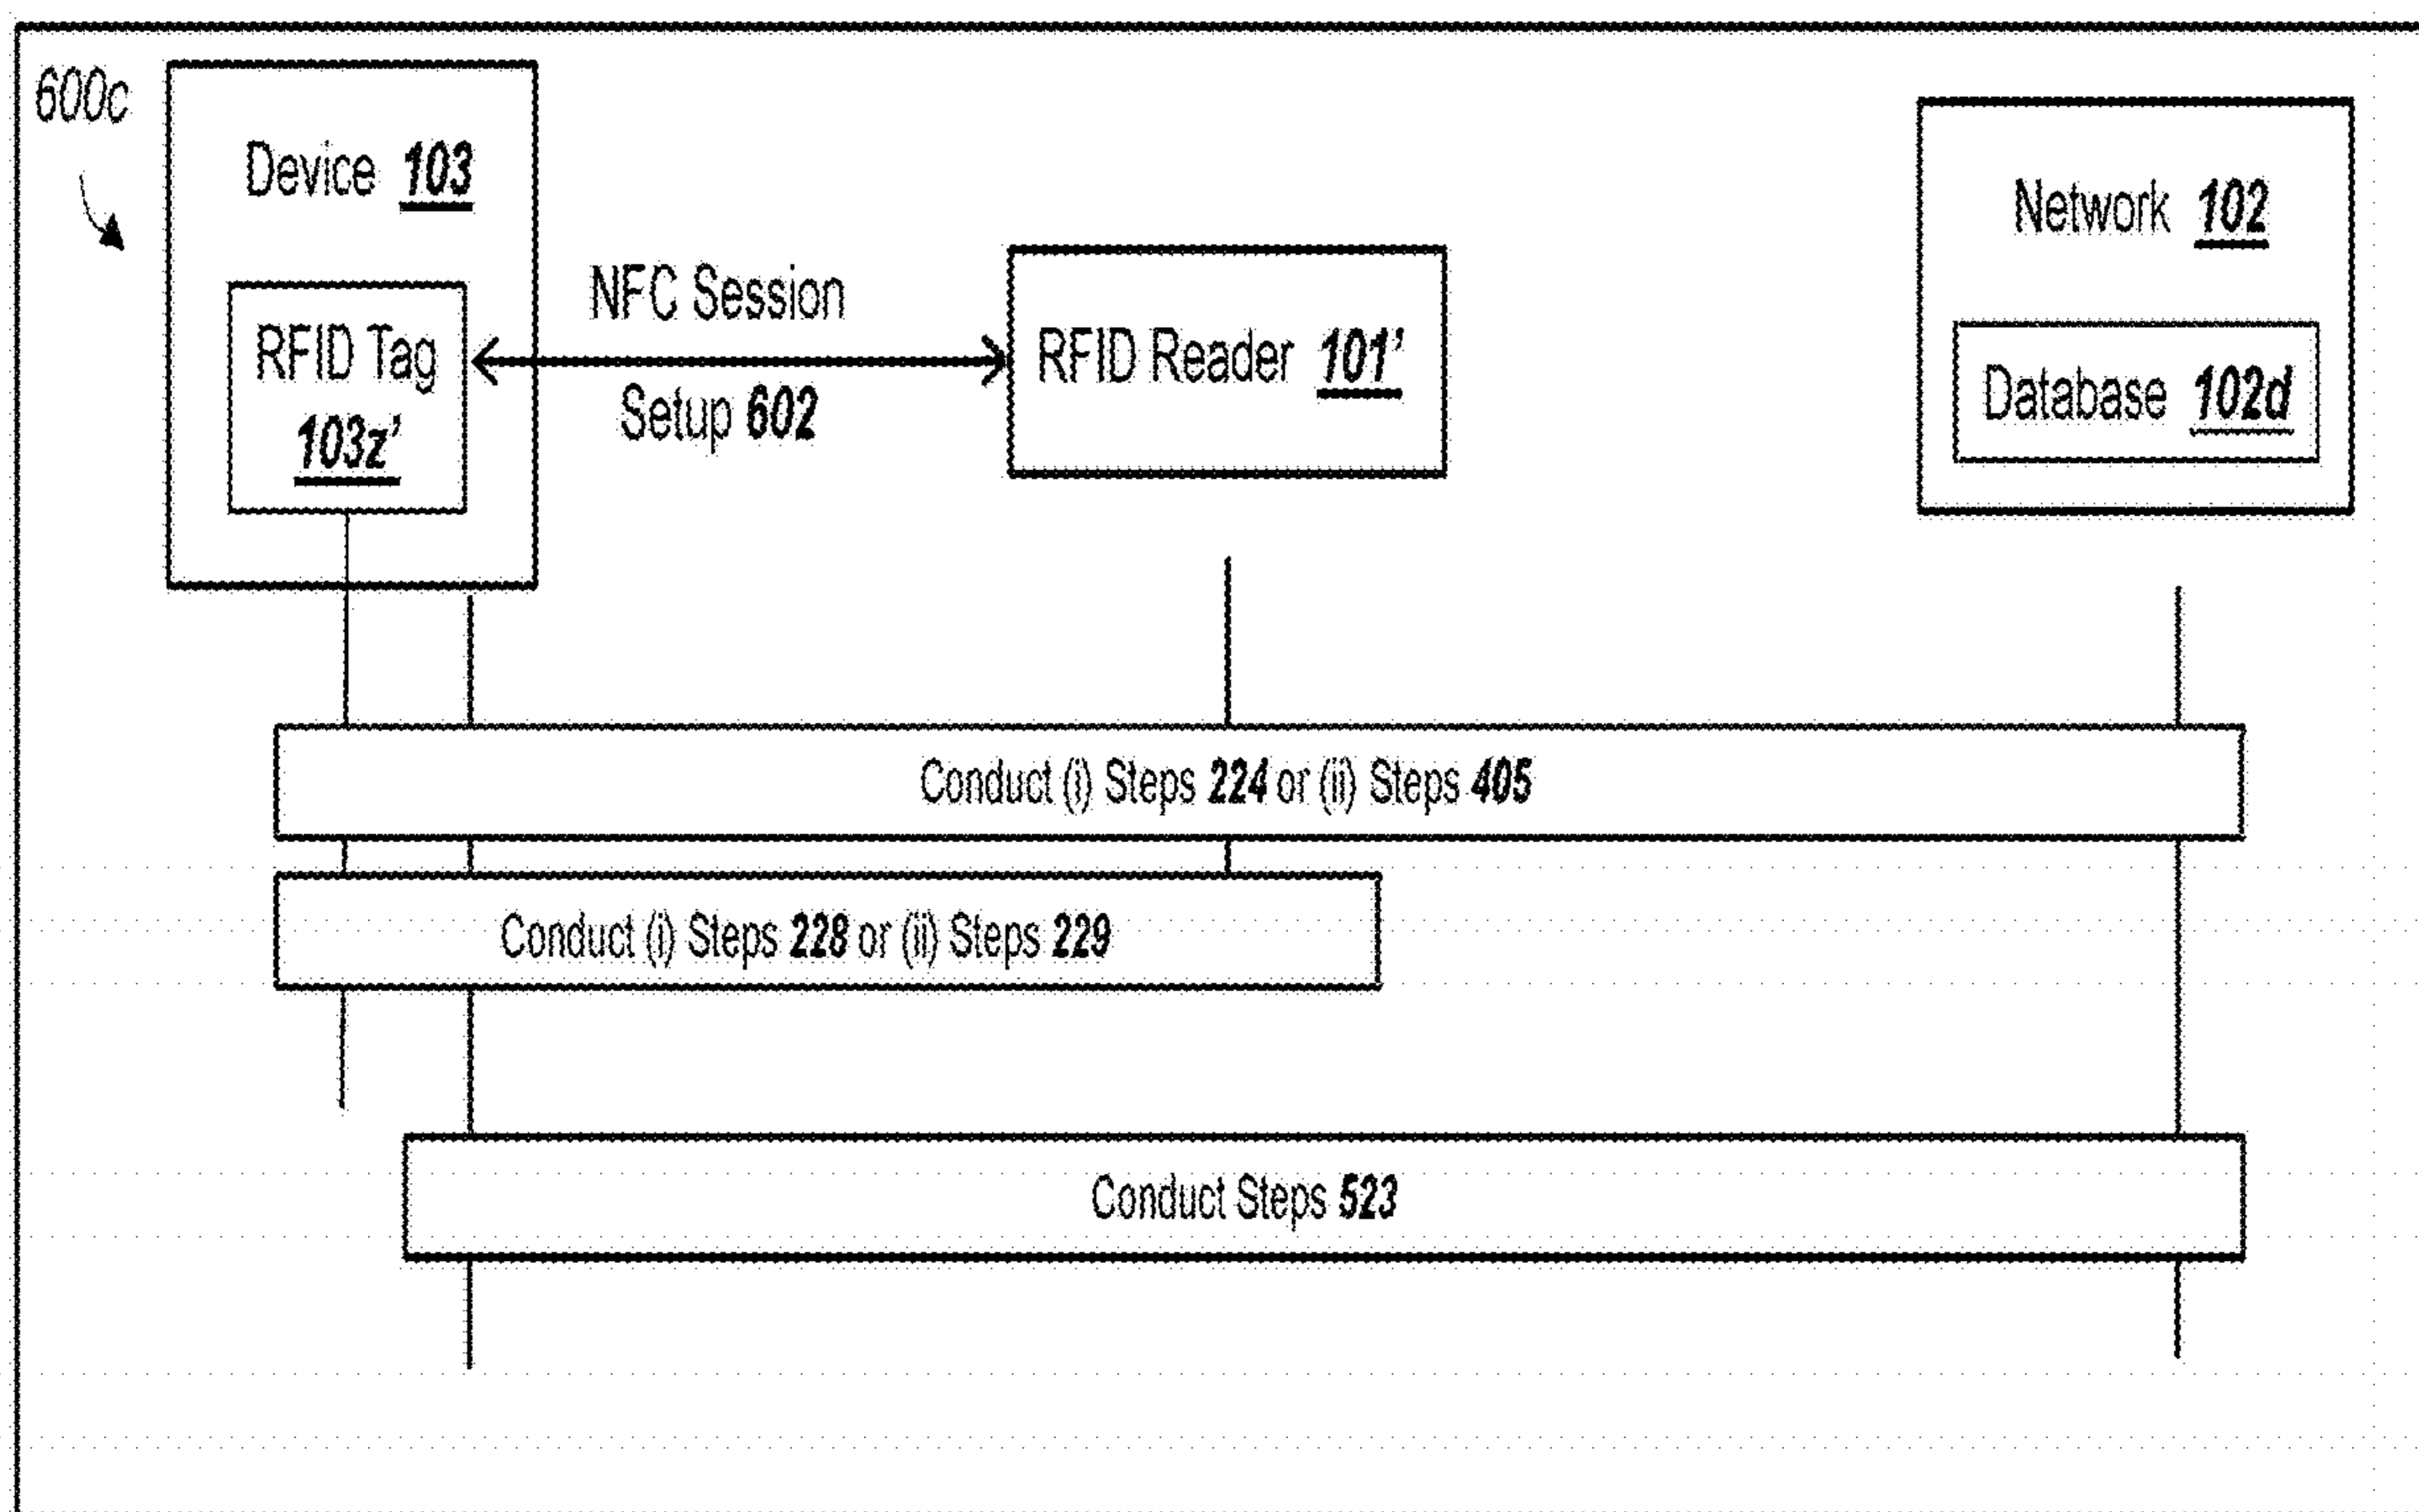 600c
Device 103
Network 102
NFC Session
RFID Tag
103z'
RFID Reader 101'
Setup 602
Database 102d
Conduct (i) Steps 224 or (ii) Steps 405
Conduct (i) Steps 228 or (ii) Steps 229
Conduct Steps 523